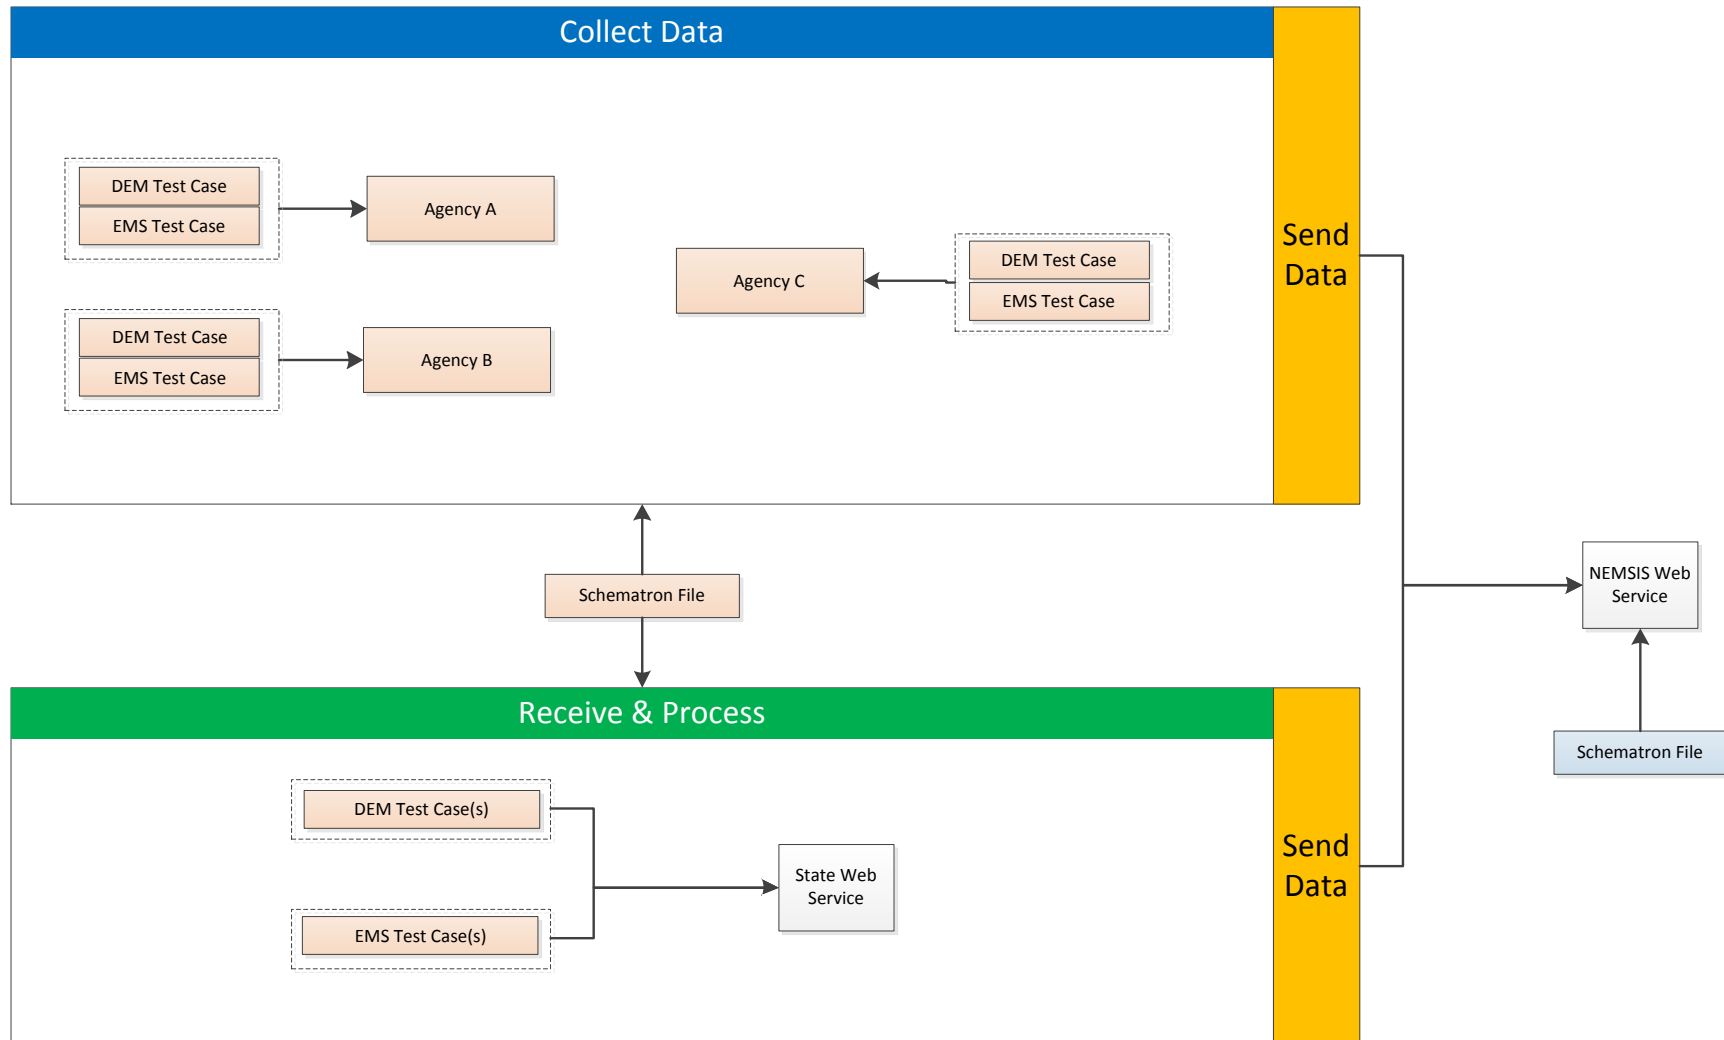 Collect Data
Send
Data
DEM Test Case
EMS Test Case
Agency A
DEM Test Case
EMS Test Case
Agency C
DEM Test Case
EMS Test Case
Agency B
Schematron File
NEMSIS Web
Service
Schematron File
Receive & Process
Send
Data
DEM Test Case(s)
State Web
Service
EMS Test Case(s)